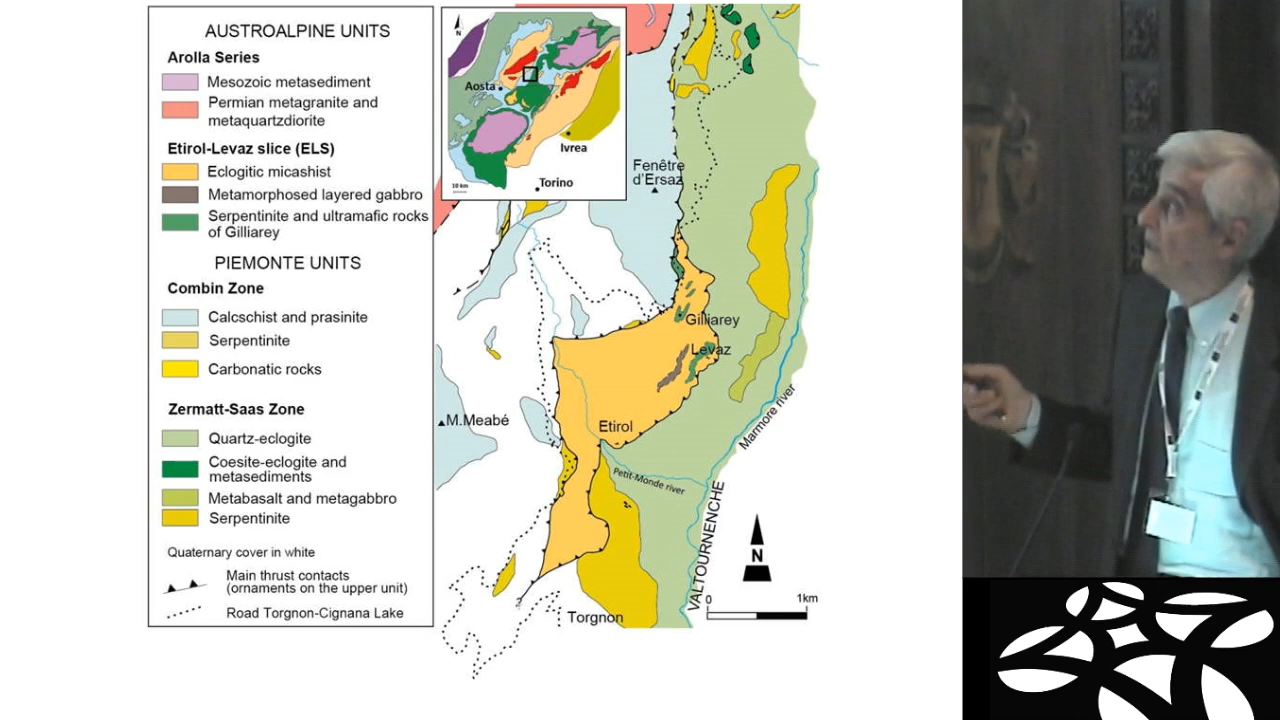 AUSTROALPINE UNITS
Arolla Series
Mesozoic metasediment
Permian metagranite and
metaquartzdiorite
Etirol-Levaz slice (ELS)
Eclogitic micashist
Metamorphosed layered gabbro
Serpentinite and ultramafic rocks
of Gilliarey
PIEMONTE UNITS
Combin Zone
Calcschist and prasinite
Serpentinite
Carbonatic rocks
Zermatt-Saas Zone
Quartz-eclogite
Coesite-eclogite and
metasediments
Metabasalt and metagabbro
Serpentinite
Quaternary cover in white
Main thrust contacts
(ornaments on the upper unit)
Road Torgnon-Cignana Lake
N
Aosta
Ivrea
10 km
Torino
Fenêtre
d'Ersaz
Gilliarey
Levaz
M.Meabé
Etirol
Marmore river
Petit-Monde river
VALTOURNENCHE
N
0 1km
?
Torgnon